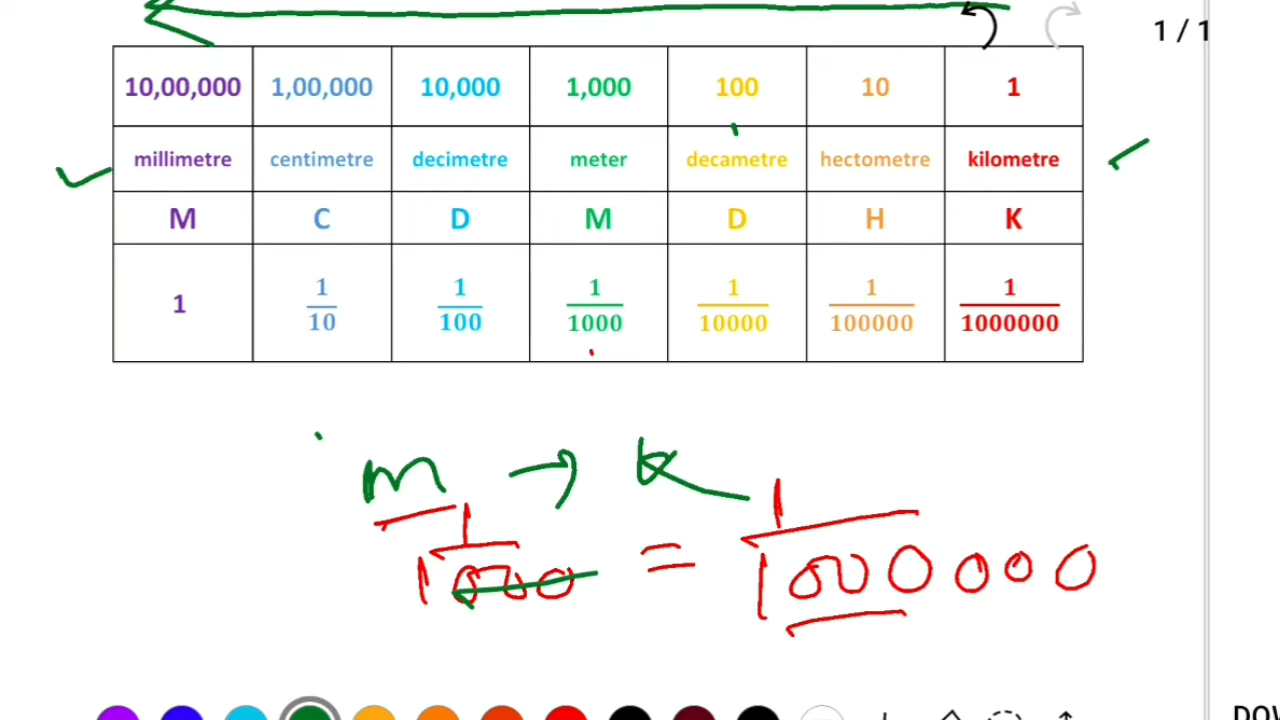 1 / 1
10,00,000 1,00,000 10,000 1,000 100 10 1
millimetre centimetre decimetre meter decametre hectometre kilometre
M C D M D H K
1 1/10 1/100 1/1000 1/10000 1/100000 1/1000000
m → k
1/1000 = 1/1000000